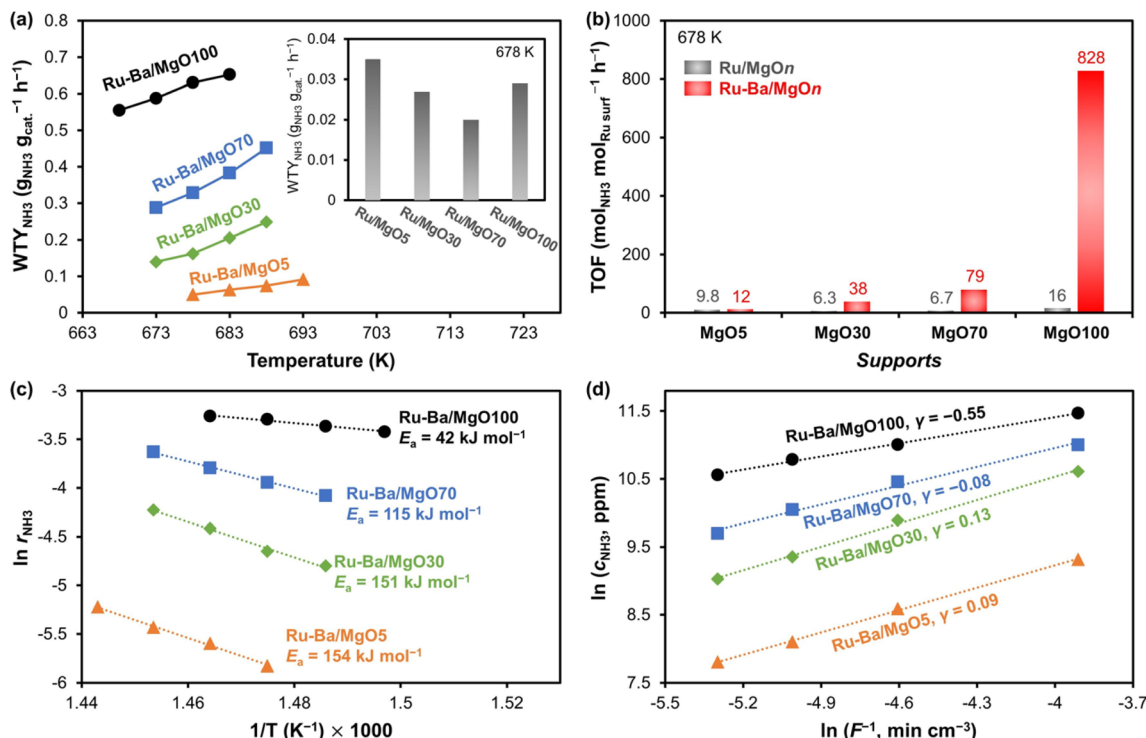 (a)
WTY_NH3 (g_NH3 g_cat.⁻¹ h⁻¹)
0.8
0.7
0.6
0.5
0.4
0.3
0.2
0.1
0
Ru-Ba/MgO100
Ru-Ba/MgO70
Ru-Ba/MgO30
Ru-Ba/MgO5
663
673
683
693
703
713
723
Temperature (K)
678 K
WTY_NH3 (g_NH3 g_cat.⁻¹ h⁻¹)
0.04
0.03
0.02
0.01
0
Ru/MgO5
Ru/MgO30
Ru/MgO70
Ru/MgO100
(b)
TOF (mol_NH3 mol_Ru surf⁻¹ h⁻¹)
1000
800
600
400
200
0
678 K
Ru/MgOn
Ru-Ba/MgOn
9.8
12
6.3
38
6.7
79
16
828
MgO5
MgO30
MgO70
MgO100
Supports
(c)
ln r_NH3
-3
-3.5
-4
-4.5
-5
-5.5
-6
Ru-Ba/MgO100
E_a = 42 kJ mol⁻¹
Ru-Ba/MgO70
E_a = 115 kJ mol⁻¹
Ru-Ba/MgO30
E_a = 151 kJ mol⁻¹
Ru-Ba/MgO5
E_a = 154 kJ mol⁻¹
1.44
1.46
1.48
1.5
1.52
1/T (K⁻¹) × 1000
(d)
ln (c_NH3, ppm)
11.5
10.5
9.5
8.5
7.5
Ru-Ba/MgO100, γ = −0.55
Ru-Ba/MgO70, γ = −0.08
Ru-Ba/MgO30, γ = 0.13
Ru-Ba/MgO5, γ = 0.09
-5.5
-5.2
-4.9
-4.6
-4.3
-4
-3.7
ln (F⁻¹, min cm⁻³)